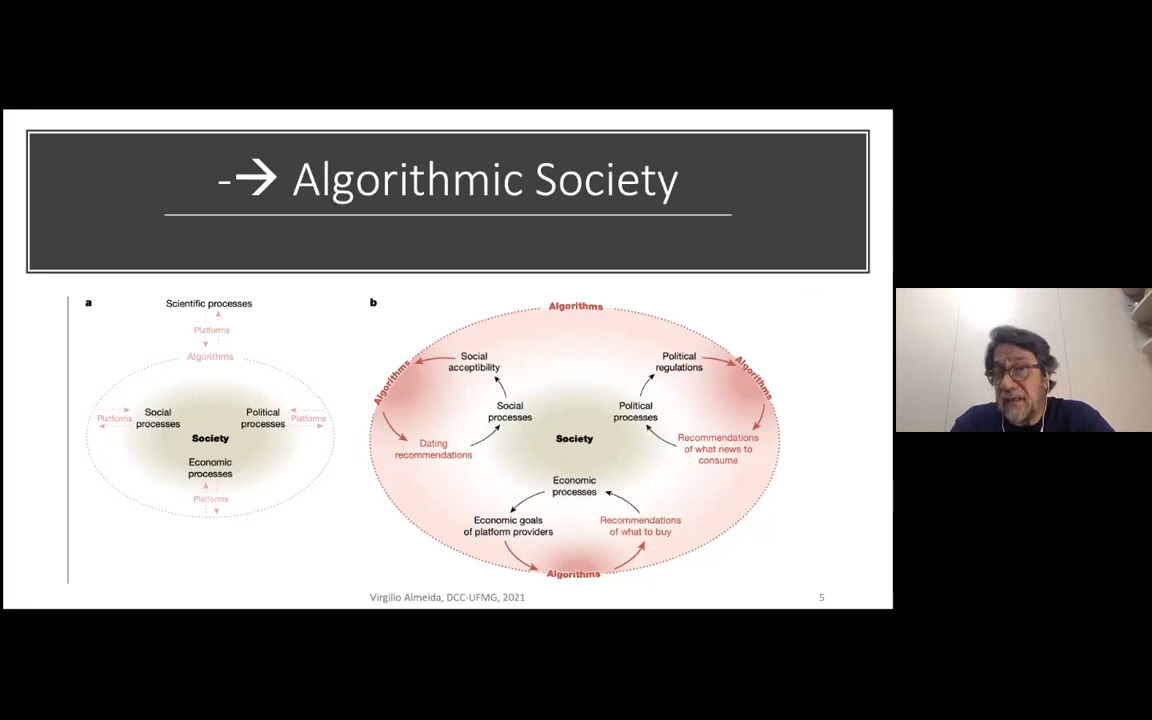 -→ Algorithmic Society
a
Scientific processes
Platforms
Algorithms
Platforms
Social
processes
Political
processes
Platforms
Society
Economic
processes
Platforms
b
Algorithms
Algorithms
Social
acceptibility
Political
regulations
Algorithms
Social
processes
Political
processes
Dating
recommendations
Society
Recommendations
of what news to
consume
Economic
processes
Economic goals
of platform providers
Recommendations
of what to buy
Algorithms
Virgilio Almeida, DCC-UFMG, 2021
5